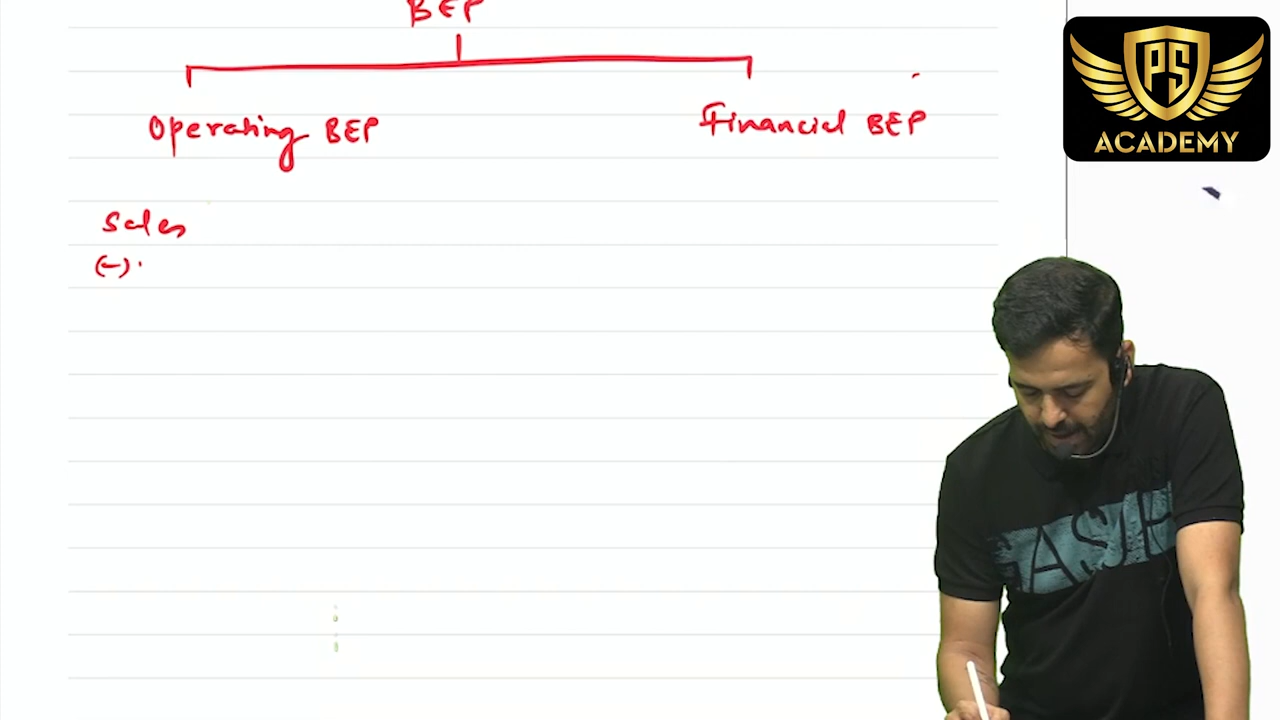 BEP
Operating BEP
Financial BEP
Sales
(-)
PS
ACADEMY